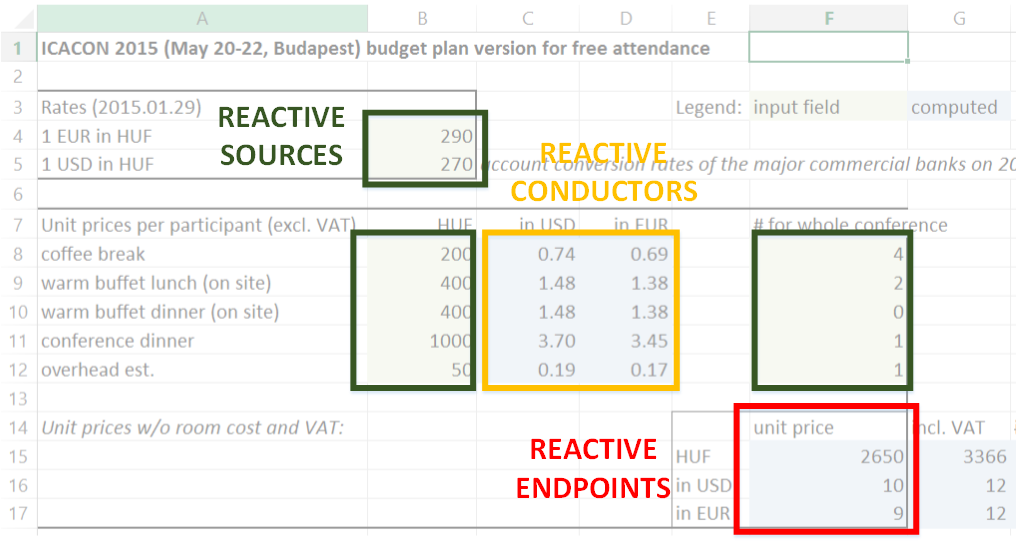 A B C D E F G
1 ICACON 2015 (May 20-22, Budapest) budget plan version for free attendance
2
3 Rates (2015.01.29) Legend: input field computed
REACTIVE SOURCES
4 1 EUR in HUF 290
5 1 USD in HUF 270 account conversion rates of the major commercial banks on 20
REACTIVE CONDUCTORS
6
7 Unit prices per participant (excl. VAT) HUF in USD in EUR # for whole conference
8 coffee break 200 0.74 0.69 4
9 warm buffet lunch (on site) 400 1.48 1.38 2
10 warm buffet dinner (on site) 400 1.48 1.38 0
11 conference dinner 1000 3.70 3.45 1
12 overhead est. 50 0.19 0.17 1
13
14 Unit prices w/o room cost and VAT: unit price incl. VAT
REACTIVE ENDPOINTS
15 HUF 2650 3366
16 in USD 10 12
17 in EUR 9 12